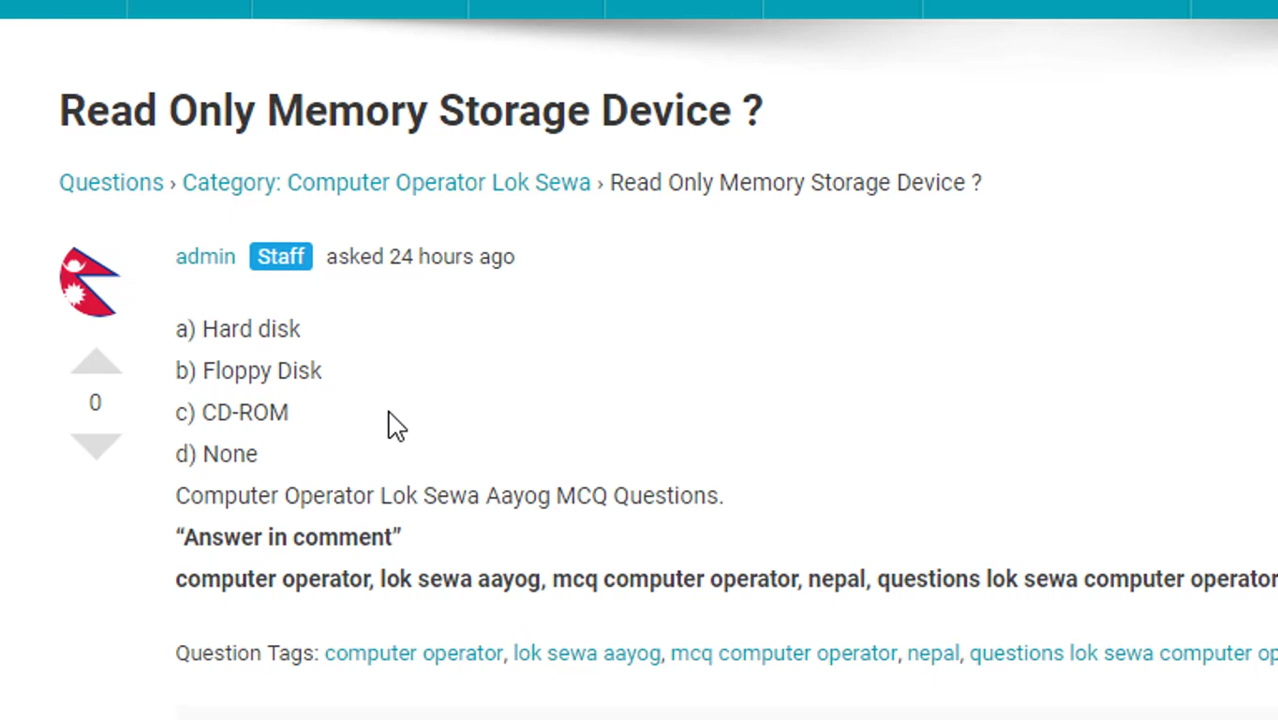 Read Only Memory Storage Device ?
Questions › Category: Computer Operator Lok Sewa › Read Only Memory Storage Device ?
admin Staff asked 24 hours ago
a) Hard disk
b) Floppy Disk
0
c) CD-ROM
d) None
Computer Operator Lok Sewa Aayog MCQ Questions.
“Answer in comment”
computer operator, lok sewa aayog, mcq computer operator, nepal, questions lok sewa computer operator
Question Tags: computer operator, lok sewa aayog, mcq computer operator, nepal, questions lok sewa computer op